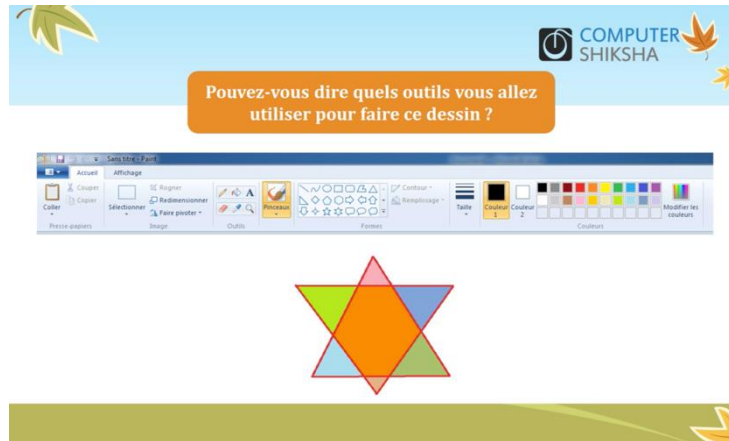 COMPUTER
SHIKSHA
Pouvez-vous dire quels outils vous allez
utiliser pour faire ce dessin ?
Sans titre - Paint
Accueil Affichage
Coller
Couper
Copier
Presse-papiers
Sélectionner
Rogner
Redimensionner
Faire pivoter
Image
A
Outils
Pinceaux
Contour
Remplissage
Formes
Taille
Couleur
1
Couleur
2
Modifier les
couleurs
Couleurs